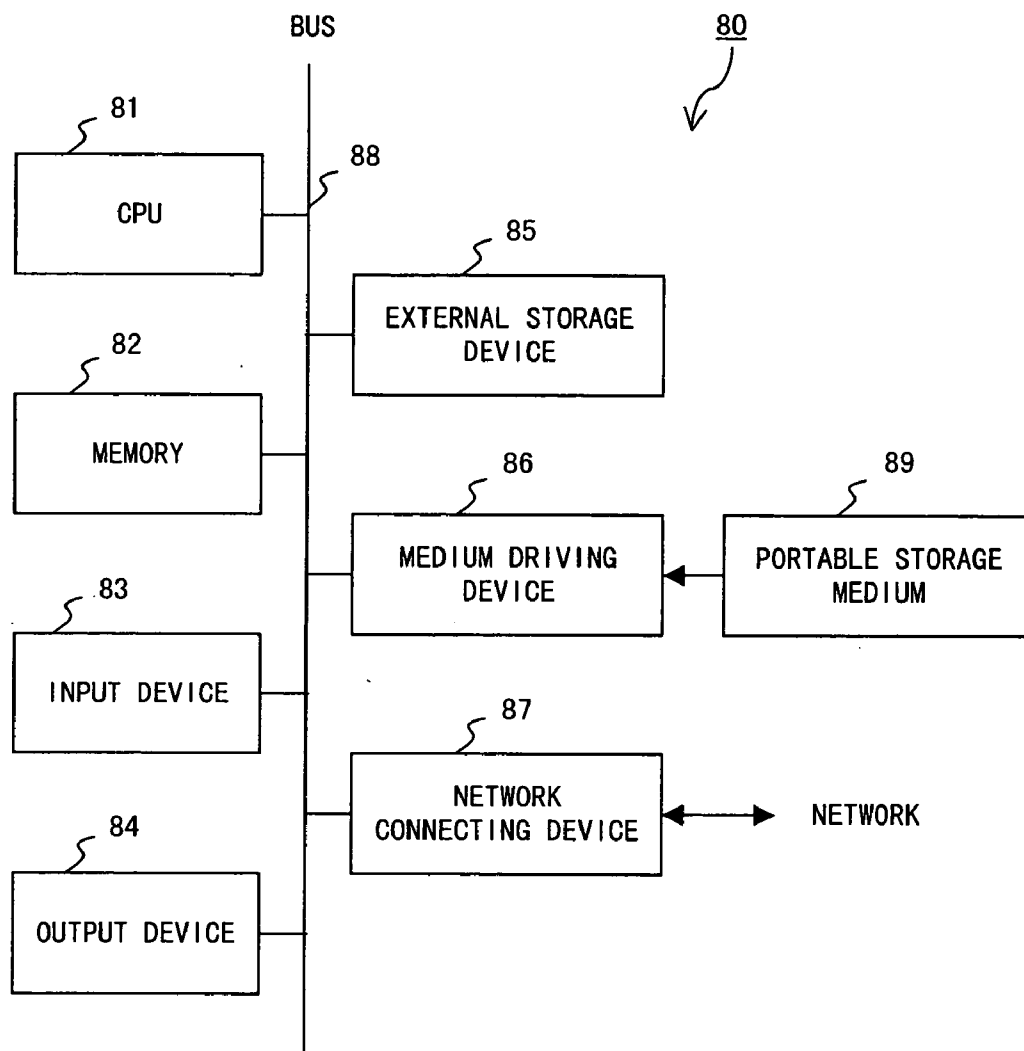 BUS
80
81
CPU
88
85
EXTERNAL STORAGE
DEVICE
82
MEMORY
86
MEDIUM DRIVING
DEVICE
89
PORTABLE STORAGE
MEDIUM
83
INPUT DEVICE
87
NETWORK
CONNECTING DEVICE
NETWORK
84
OUTPUT DEVICE